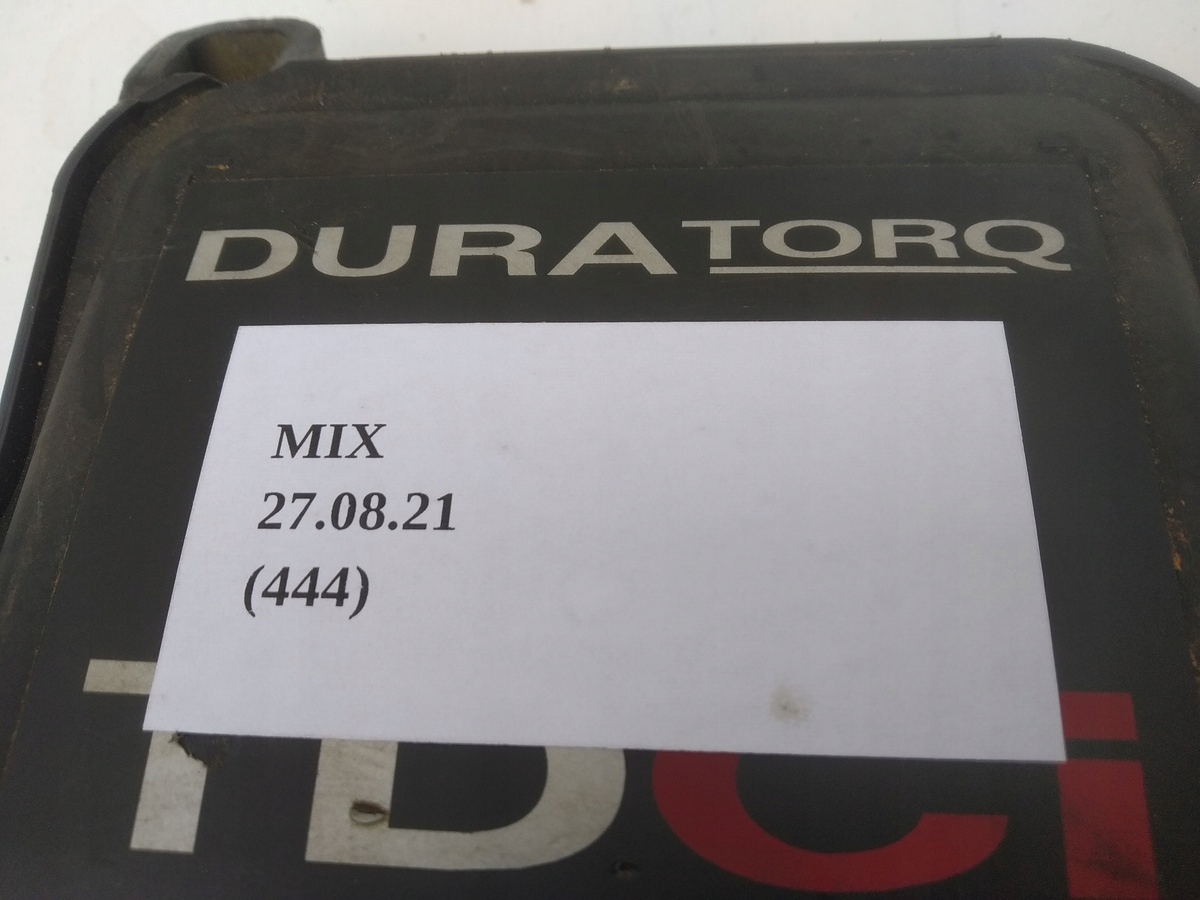 DURATORQ
MIX
27.08.21
(444)
TDCi